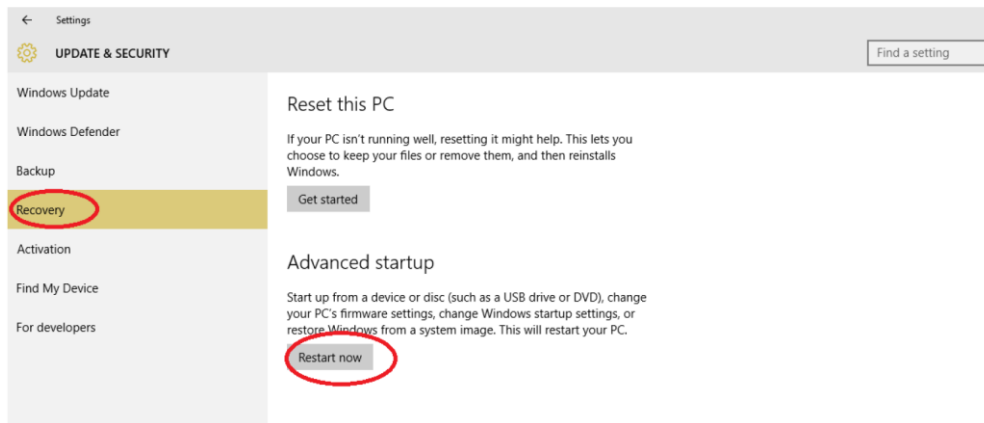 Settings
UPDATE & SECURITY
Find a setting
Windows Update
Windows Defender
Backup
Recovery
Activation
Find My Device
For developers
Reset this PC
If your PC isn't running well, resetting it might help. This lets you
choose to keep your files or remove them, and then reinstalls
Windows.
Get started
Advanced startup
Start up from a device or disc (such as a USB drive or DVD), change
your PC's firmware settings, change Windows startup settings, or
restore Windows from a system image. This will restart your PC.
Restart now